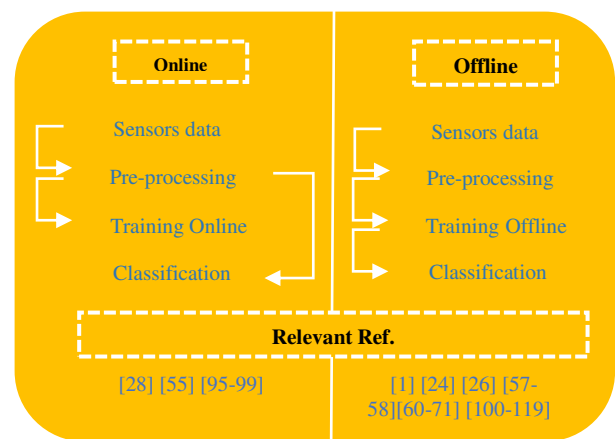 Online
Sensors data
Pre-processing
Training Online
Classification
Offline
Sensors data
Pre-processing
Training Offline
Classification
Relevant Ref.
[28] [55] [95-99]
[1] [24] [26] [57-
58][60-71] [100-119]